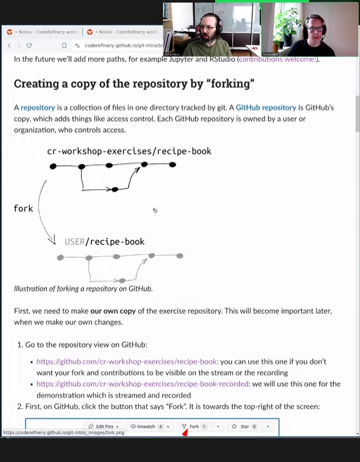 Notes - CodeRefinery work
Notes - CodeRefinery work
coderefinery.github.io/git-intro/br
In the future we'll add more paths, for example Jupyter and RStudio (contributions welcome!).
Creating a copy of the repository by “forking”
A repository is a collection of files in one directory tracked by git. A GitHub repository is GitHub's
copy, which adds things like access control. Each GitHub repository is owned by a user or
organization, who controls access.
cr-workshop-exercises/recipe-book
fork
USER/recipe-book
Illustration of forking a repository on GitHub.
First, we need to make our own copy of the exercise repository. This will become important later,
when we make our own changes.
1. Go to the repository view on GitHub:
• https://github.com/cr-workshop-exercises/recipe-book: you can use this one if you don't
want your fork and contributions to be visible on the stream or the recording
• https://github.com/cr-workshop-exercises/recipe-book-recorded: we will use this one for the
demonstration which is streamed and recorded
2. First, on GitHub, click the button that says “Fork”. It is towards the top-right of the screen:
Edit Pins
Unwatch 4
Fork 1
Star 0
https://coderefinery.github.io/git-intro/_images/fork.png